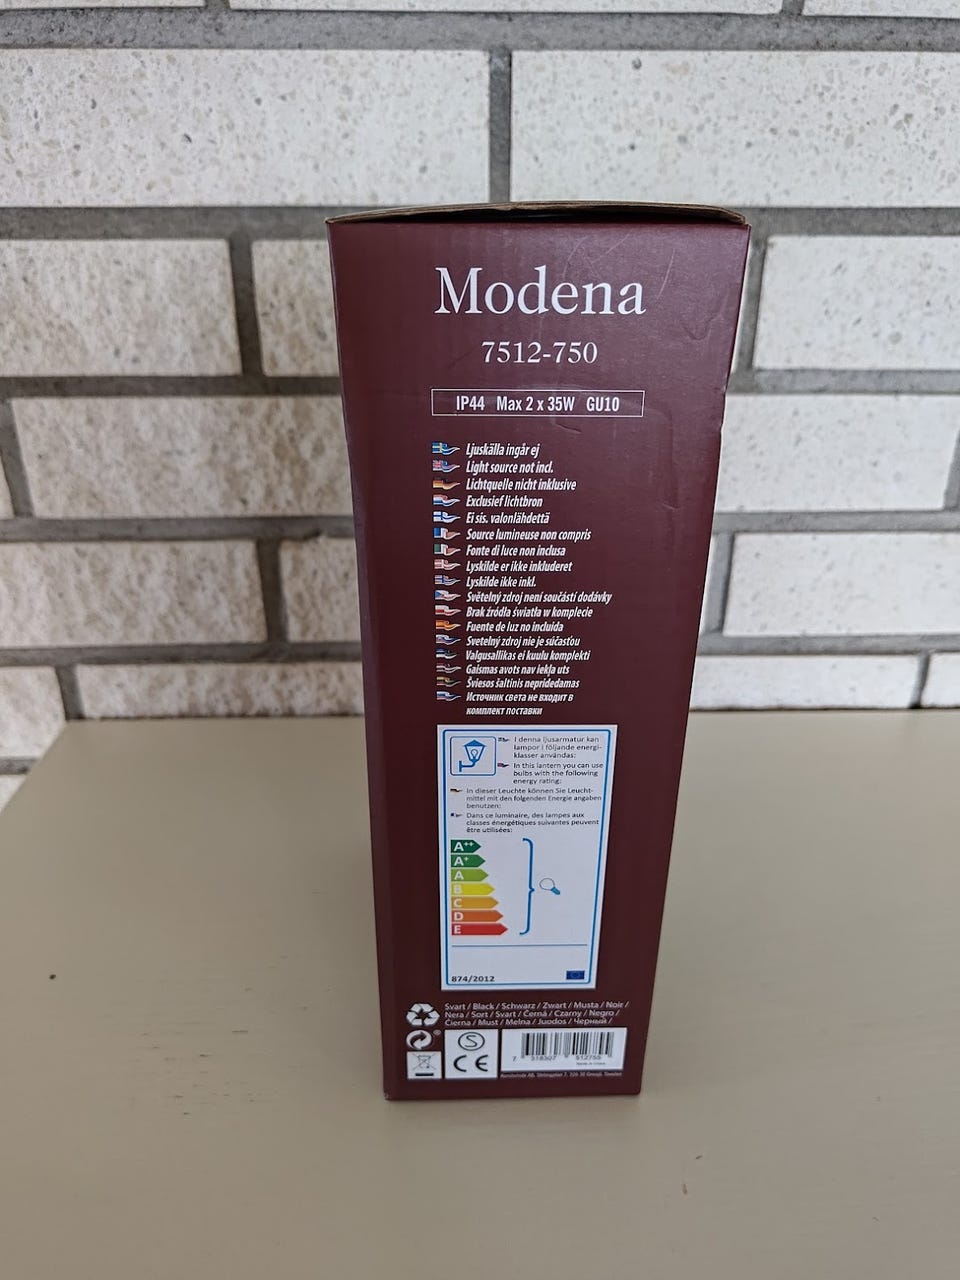 Modena
7512-750
IP44 Max 2 x 35W GU10
Ljuskälla ingår ej
Light source not incl.
Lichtquelle nicht inklusive
Exclusief lichtbron
Ei sis. valonlähdettä
Source lumineuse non compris
Fonte di luce non inclusa
Lyskilde er ikke inkluderet
Lyskilde ikke inkl.
Světelný zdroj není součástí dodávky
Brak źródła światła w komplecie
Fuente de luz no incluida
Svetelný zdroj nie je súčasťou
Valgusallikas ei kuulu komplekti
Gaismas avots nav iekļa uts
Šviesos šaltinis nepridedamas
Источник света не входит в
комплект поставки
I denna ljusarmatur kan
lampor i följande energi-
klasser användas:
In this lantern you can use
bulbs with the following
energy rating:
In dieser Leuchte können Sie Leucht-
mittel mit den folgenden Energie angaben
benutzen:
Dans ce luminaire, des lampes aux
classes énergétiques suivantes peuvent
être utilisées:
A++
A+
A
B
C
D
E
874/2012
Svart / Black / Schwarz / Zwart / Musta / Noir /
Nera / Sort / Svart / Černá / Czarny / Negro /
Čierna / Must / Melna / Juodos / Черный /
S
CE
7 318307 512755